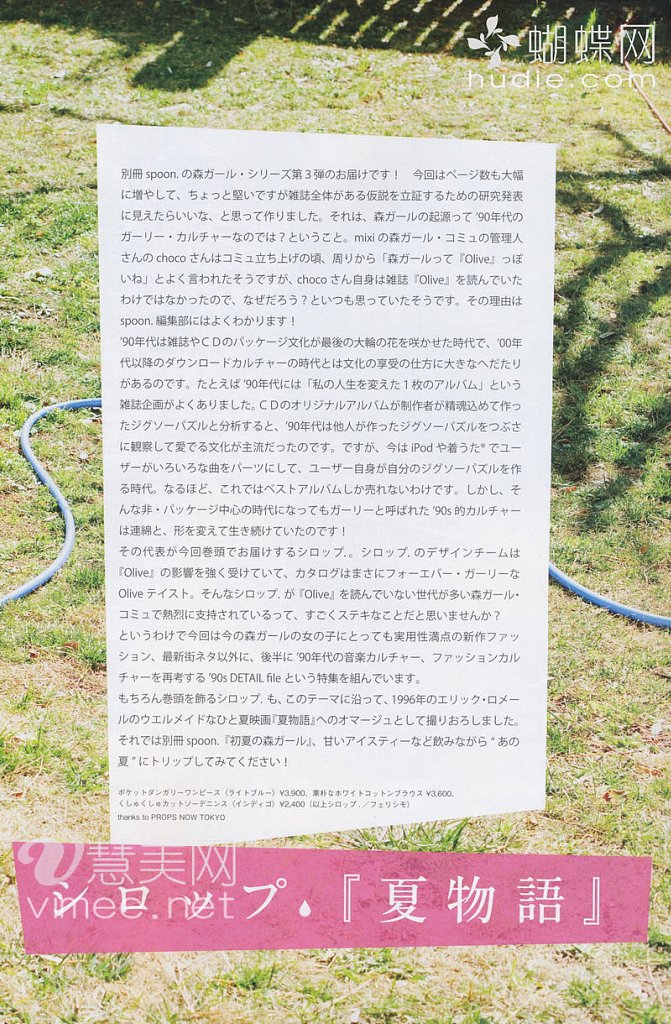 蝴蝶网
hudie.com
別冊 spoon. の森ガール・シリーズ第３弾のお届けです！　今回はページ数も大幅
に増やして、ちょっと堅いですが雑誌全体がある仮説を立証するための研究発表
に見えたらいいな、と思って作りました。それは、森ガールの起源って ’90年代の
ガーリー・カルチャーなのでは？ということ。mixi の森ガール・コミュの管理人
さんの choco さんはコミュ立ち上げの頃、周りから「森ガールって『Olive』っぽ
いね」とよく言われたそうですが、choco さん自身は雑誌『Olive』を読んでいた
わけではなかったので、なぜだろう？といつも思っていたそうです。その理由は
spoon. 編集部にはよくわかります！
’90年代は雑誌やＣＤのパッケージ文化が最後の大輪の花を咲かせた時代で、’00年
代以降のダウンロードカルチャーの時代とは文化の享受の仕方に大きなへだたり
があるのです。たとえば ’90年代には「私の人生を変えた１枚のアルバム」という
雑誌企画がよくありました。ＣＤのオリジナルアルバムが制作者が精魂込めて作っ
たジグソーパズルと分析すると、’90年代は他人が作ったジグソーパズルをつぶさ
に観察して愛でる文化が主流だったのです。ですが、今は iPod や着うた® でユー
ザーがいろいろな曲をパーツにして、ユーザー自身が自分のジグソーパズルを作
る時代。なるほど、これではベストアルバムしか売れないわけです。しかし、そ
んな非・パッケージ中心の時代になってもガーリーと呼ばれた ’90s 的カルチャー
は連綿と、形を変えて生き続けていたのです！
その代表が今回巻頭でお届けするシロップ.。シロップ. のデザインチームは
『Olive』の影響を強く受けていて、カタログはまさにフォーエバー・ガーリーな
Olive テイスト。そんなシロップ. が『Olive』を読んでいない世代が多い森ガール・
コミュで熱烈に支持されているって、すごくステキなことだと思いませんか？
というわけで今回は今の森ガールの女の子にとっても実用性満点の新作ファッ
ション、最新街ネタ以外に、後半に ’90年代の音楽カルチャー、ファッションカル
チャーを再考する ’90s DETAIL file という特集を組んでいます。
もちろん巻頭を飾るシロップ. も、このテーマに沿って、1996年のエリック・ロメー
ルのウエルメイドなひと夏映画『夏物語』へのオマージュとして撮りおろしました。
それでは別冊 spoon.『初夏の森ガール』、甘いアイスティーなど飲みながら “ あの
夏 ” にトリップしてみてください！
ポケットダンガリーワンピース（ライトブルー）¥3,900、素朴なホワイトコットンブラウス ¥3,600、
くしゅくしゅカットソーデニンス（インディゴ）¥2,400（以上シロップ．／フェリシモ）
thanks to PROPS NOW TOKYO
慧美网
vimee.net
シロップ.『夏物語』